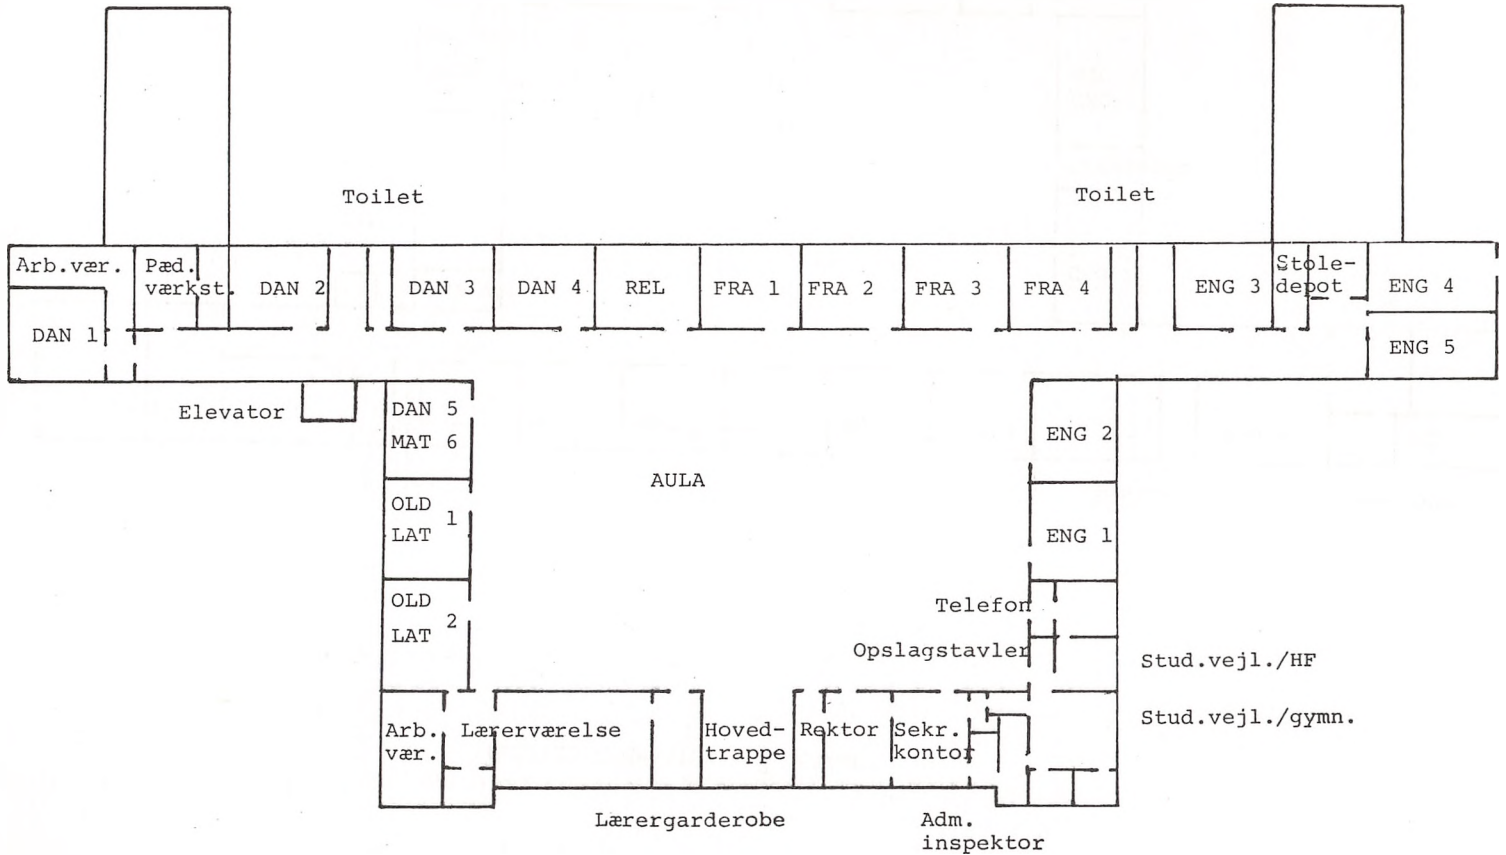 Toilet
Toilet
Arb.vær.
Pæd.
værkst.
DAN 2
DAN 3
DAN 4
REL
FRA 1
FRA 2
FRA 3
FRA 4
ENG 3
Stole-
depot
ENG 4
DAN 1
ENG 5
Elevator
DAN 5
MAT 6
ENG 2
AULA
OLD
LAT 1
ENG 1
OLD
LAT 2
Telefon
Opslagstavler
Stud.vejl./HF
Stud.vejl./gymn.
Arb.
vær.
Lærerværelse
Hoved-
trappe
Rektor
Sekr.
kontor
Lærergarderobe
Adm.
inspektor